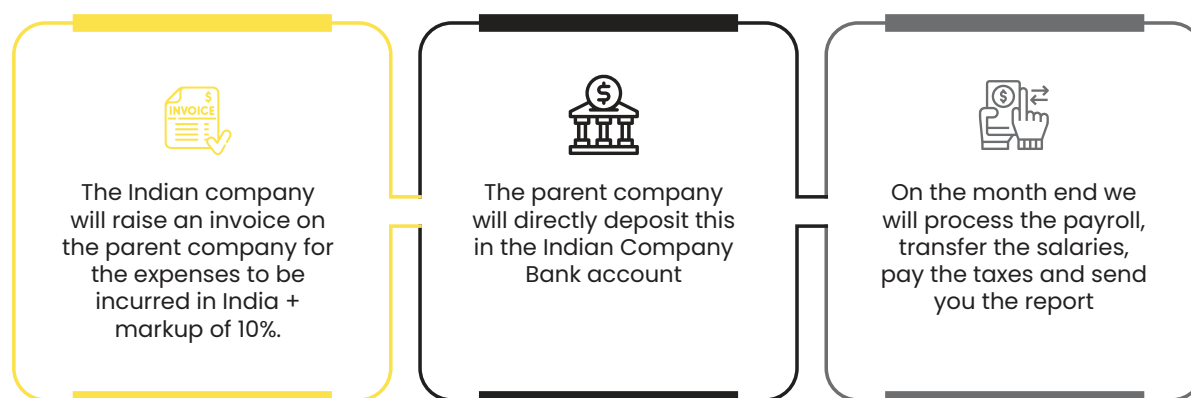 INVOICE
The Indian company
will raise an invoice on
the parent company for
the expenses to be
incurred in India +
markup of 10%.
The parent company
will directly deposit this
in the Indian Company
Bank account
On the month end we
will process the payroll,
transfer the salaries,
pay the taxes and send
you the report